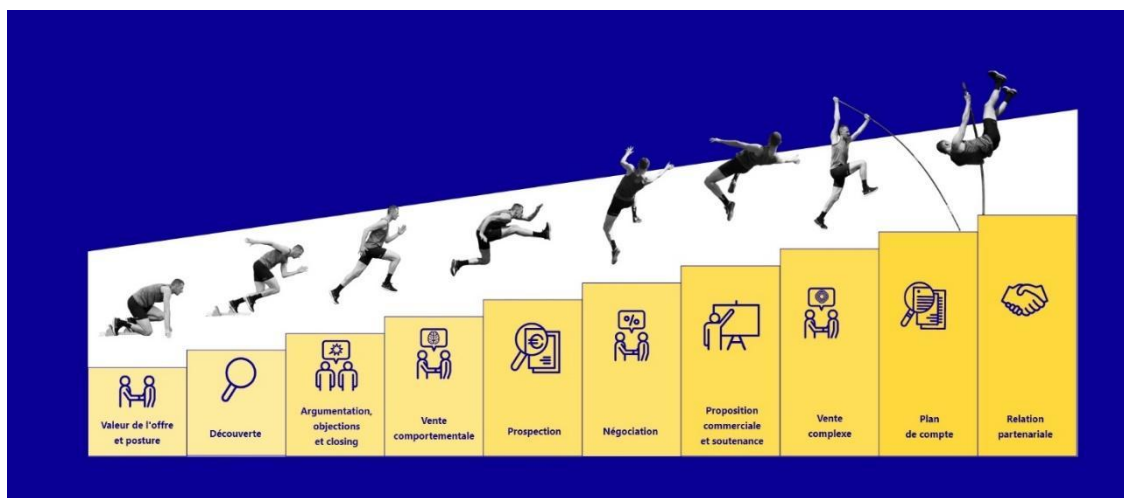 Valeur de l'offre
et posture
Découverte
Argumentation,
objections
et closing
Vente
comportementale
€
Prospection
%
Négociation
Proposition
commerciale
et soutenance
Vente
complexe
Plan
de compte
Relation
partenariale